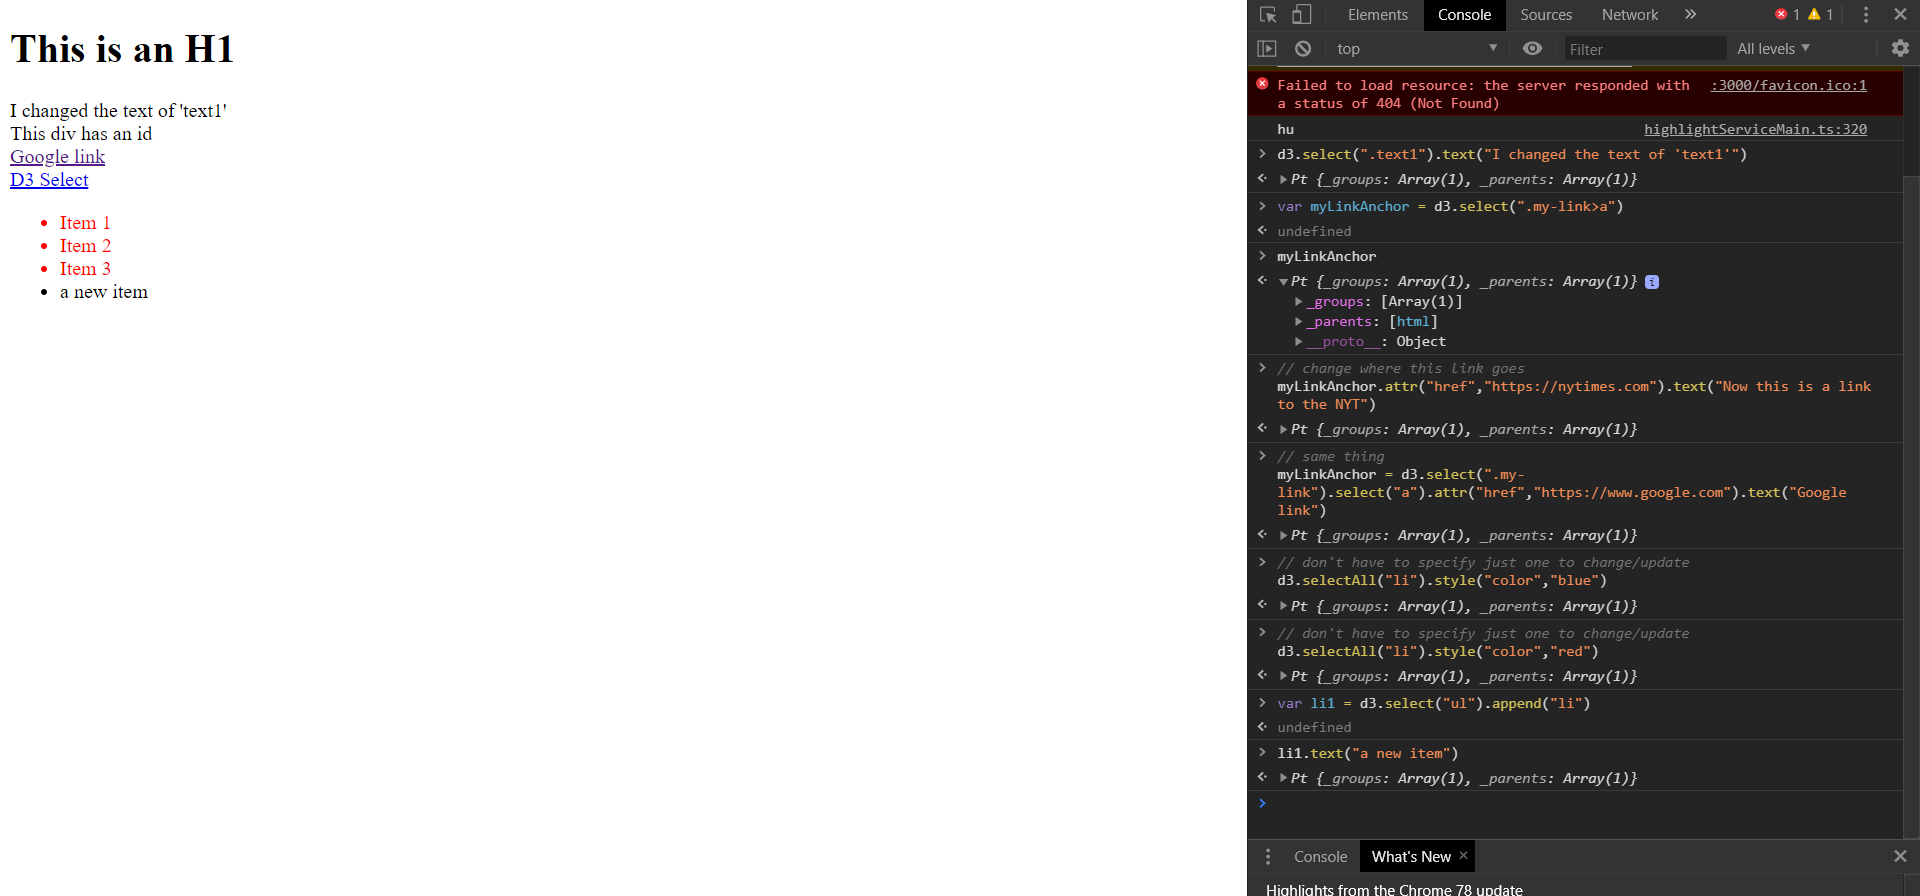 This is an H1
I changed the text of 'text1'
This div has an id
Google link
D3 Select
Item 1
Item 2
Item 3
a new item
Elements Console Sources Network » 1 1
top Filter All levels
Failed to load resource: the server responded with :3000/favicon.ico:1
a status of 404 (Not Found)
hu highlightServiceMain.ts:320
d3.select(".text1").text("I changed the text of 'text1'")
Pt {_groups: Array(1), _parents: Array(1)}
var myLinkAnchor = d3.select(".my-link>a")
undefined
myLinkAnchor
Pt {_groups: Array(1), _parents: Array(1)} i
_groups: [Array(1)]
_parents: [html]
__proto__: Object
// change where this link goes
myLinkAnchor.attr("href","https://nytimes.com").text("Now this is a link
to the NYT")
Pt {_groups: Array(1), _parents: Array(1)}
// same thing
myLinkAnchor = d3.select(".my-
link").select("a").attr("href","https://www.google.com").text("Google
link")
Pt {_groups: Array(1), _parents: Array(1)}
// don't have to specify just one to change/update
d3.selectAll("li").style("color","blue")
Pt {_groups: Array(1), _parents: Array(1)}
// don't have to specify just one to change/update
d3.selectAll("li").style("color","red")
Pt {_groups: Array(1), _parents: Array(1)}
var li1 = d3.select("ul").append("li")
undefined
li1.text("a new item")
Pt {_groups: Array(1), _parents: Array(1)}
Console What's New
Highlights from the Chrome 78 update